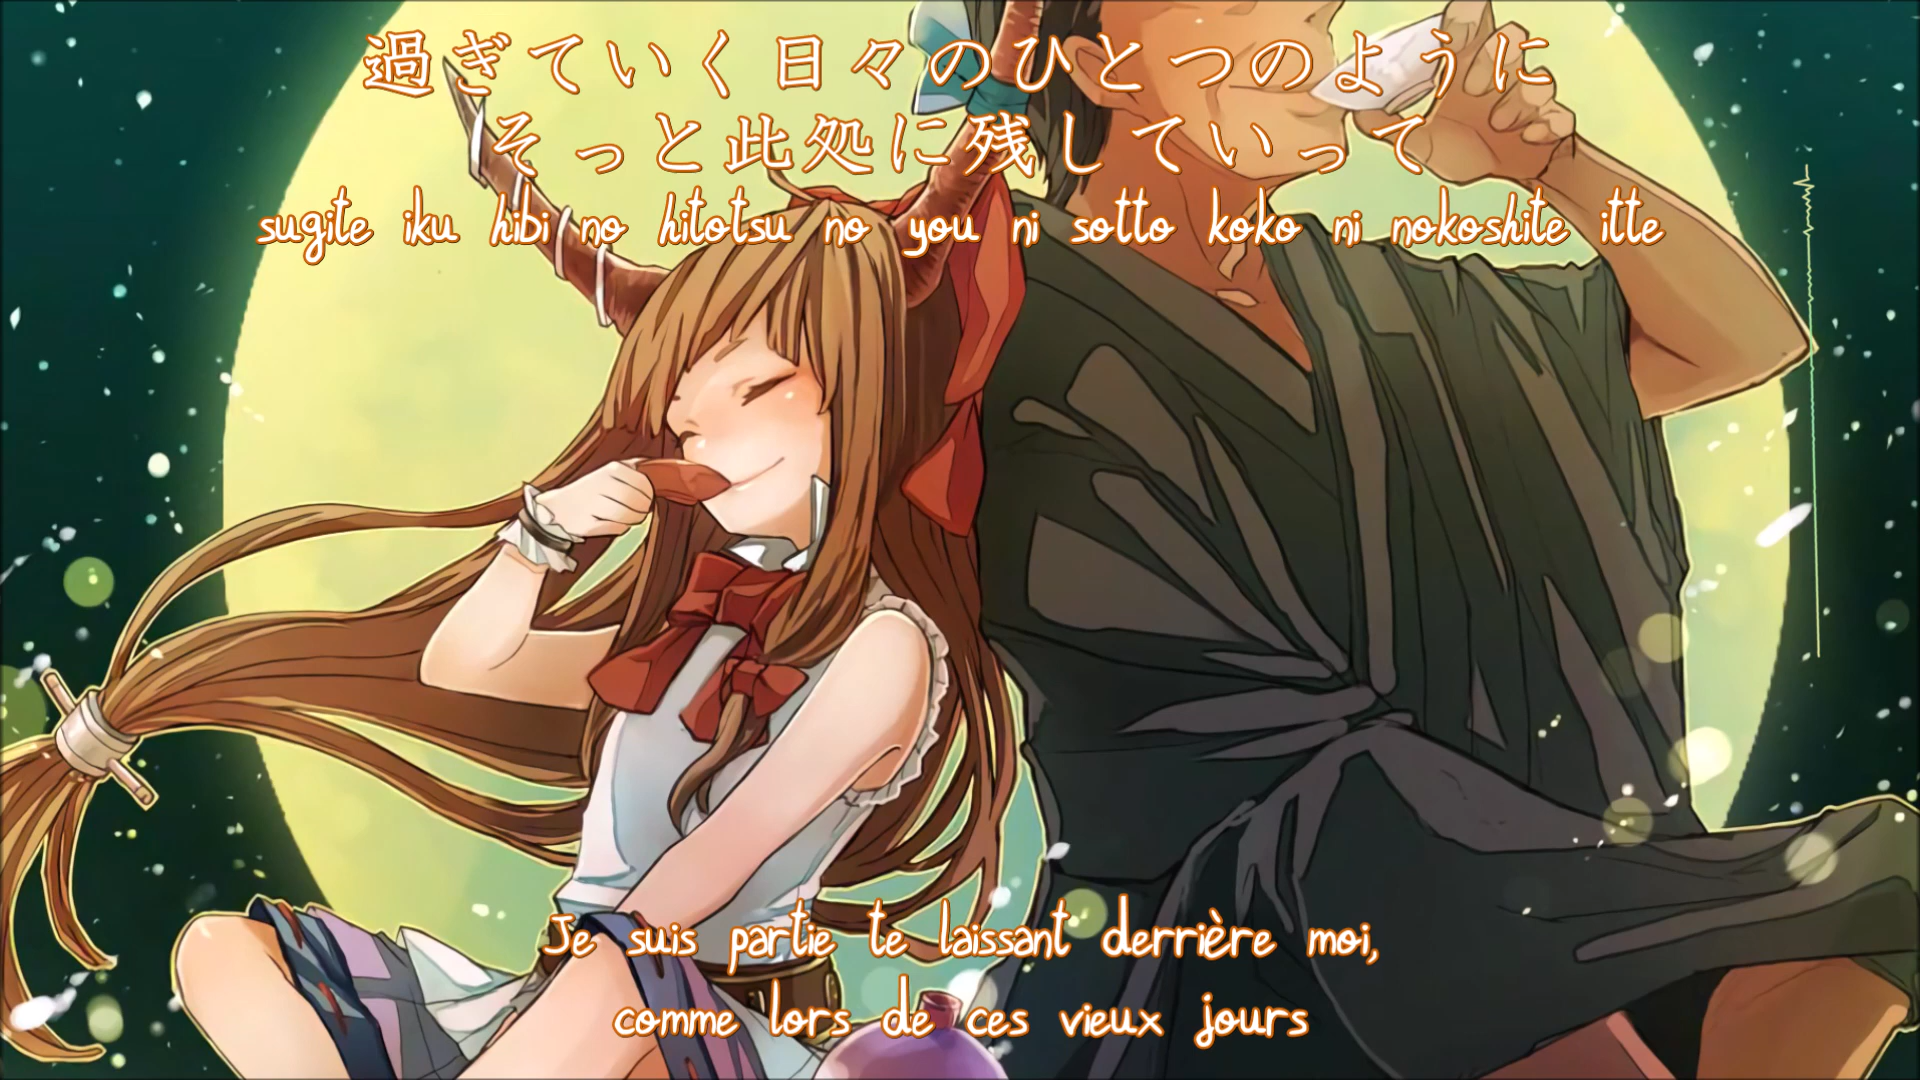 過ぎていく日々のひとつのように
そっと此処に残していって
sugite iku hibi no hitotsu no you ni sotto koko ni nokoshite itte
Je suis partie te laissant derrière moi,
comme lors de ces vieux jours